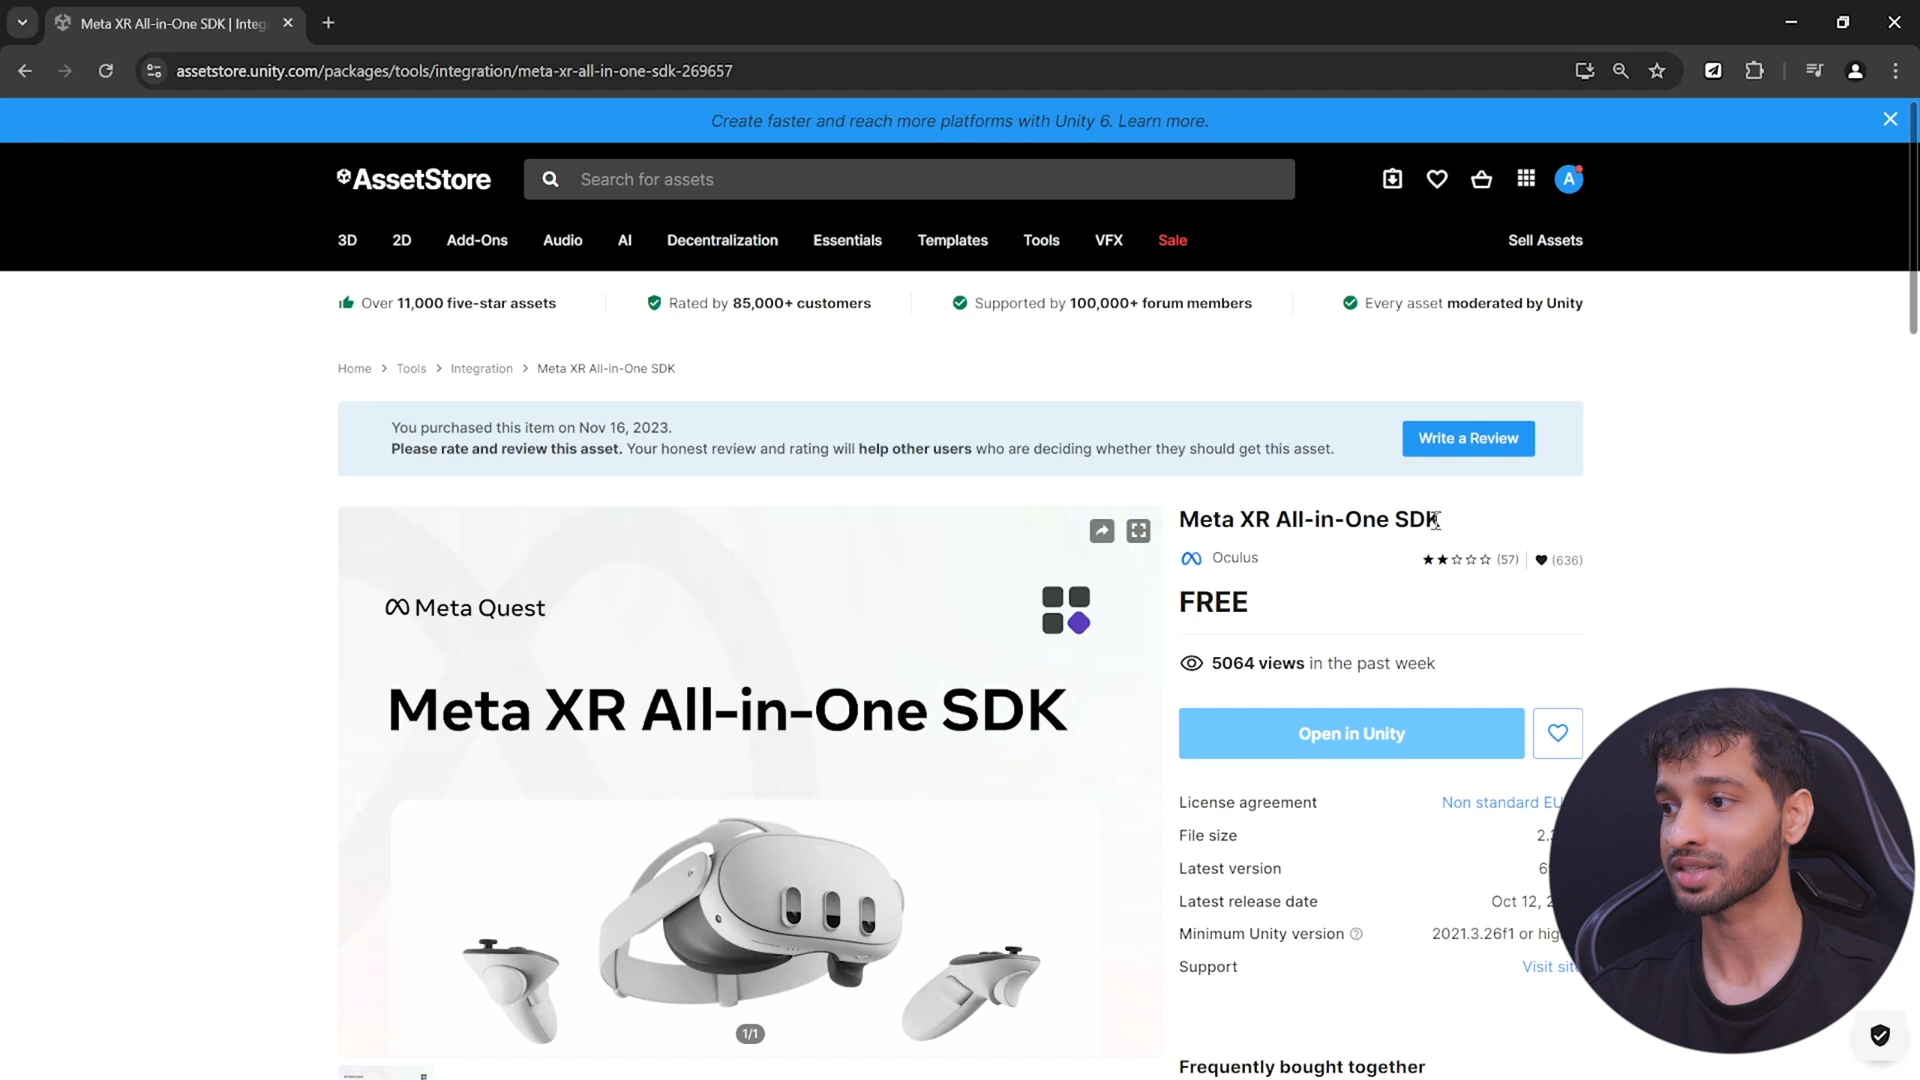 Meta XR All-in-One SDK | Integ
assetstore.unity.com/packages/tools/integration/meta-xr-all-in-one-sdk-269657
Create faster and reach more platforms with Unity 6. Learn more.
AssetStore
Search for assets
A
3D 2D Add-Ons Audio AI Decentralization Essentials Templates Tools VFX Sale Sell Assets
Over 11,000 five-star assets Rated by 85,000+ customers Supported by 100,000+ forum members Every asset moderated by Unity
Home > Tools > Integration > Meta XR All-in-One SDK
You purchased this item on Nov 16, 2023.
Please rate and review this asset. Your honest review and rating will help other users who are deciding whether they should get this asset.
Write a Review
Meta Quest
Meta XR All-in-One SDK
1/1
Meta XR All-in-One SDK
Oculus (57) (636)
FREE
5064 views in the past week
Open in Unity
License agreement Non standard EU
File size 2.
Latest version 6
Latest release date Oct 12, 2
Minimum Unity version 2021.3.26f1 or hig
Support Visit sit
Frequently bought together